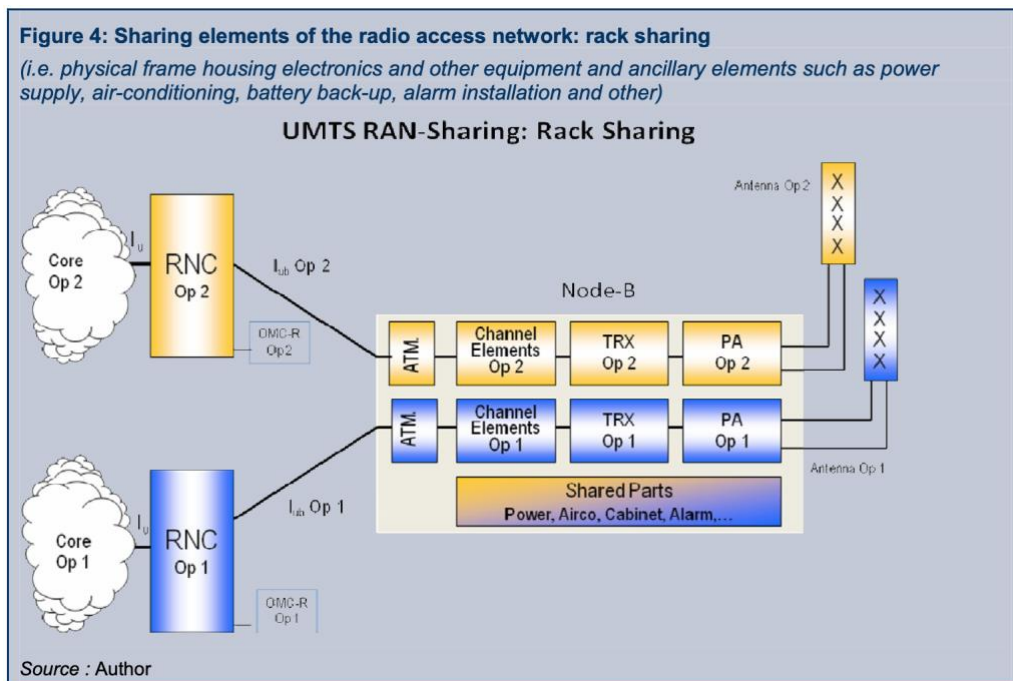 Figure 4: Sharing elements of the radio access network: rack sharing
(i.e. physical frame housing electronics and other equipment and ancillary elements such as power
supply, air-conditioning, battery back-up, alarm installation and other)
UMTS RAN-Sharing: Rack Sharing
Antenna Op 2
X
X
X
X
Core
Op 2
Iu
RNC
Op 2
Iub Op 2
OMC-R
Op2
Node-B
X
X
X
X
ATM.
Channel
Elements
Op 2
TRX
Op 2
PA
Op 2
ATM.
Channel
Elements
Op 1
TRX
Op 1
PA
Op 1
Antenna Op 1
Shared Parts
Power, Airco, Cabinet, Alarm,...
Iub Op 1
Core
Op 1
Iu
RNC
Op 1
OMC-R
Op1
Source : Author